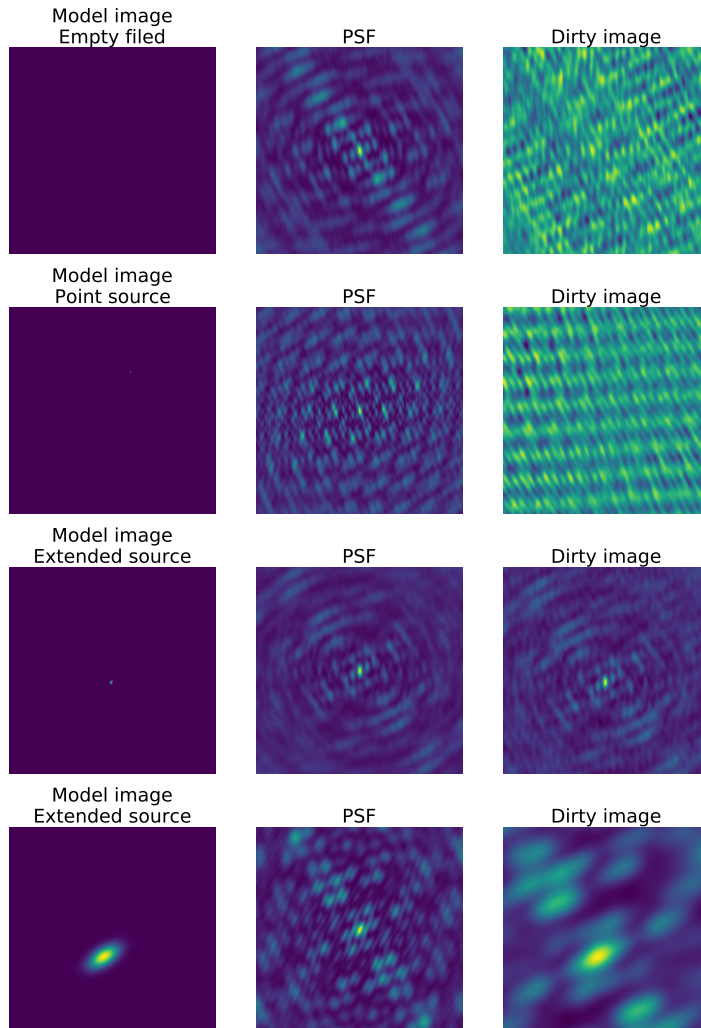 Model image
Empty filed
PSF
Dirty image
Model image
Point source
PSF
Dirty image
Model image
Extended source
PSF
Dirty image
Model image
Extended source
PSF
Dirty image